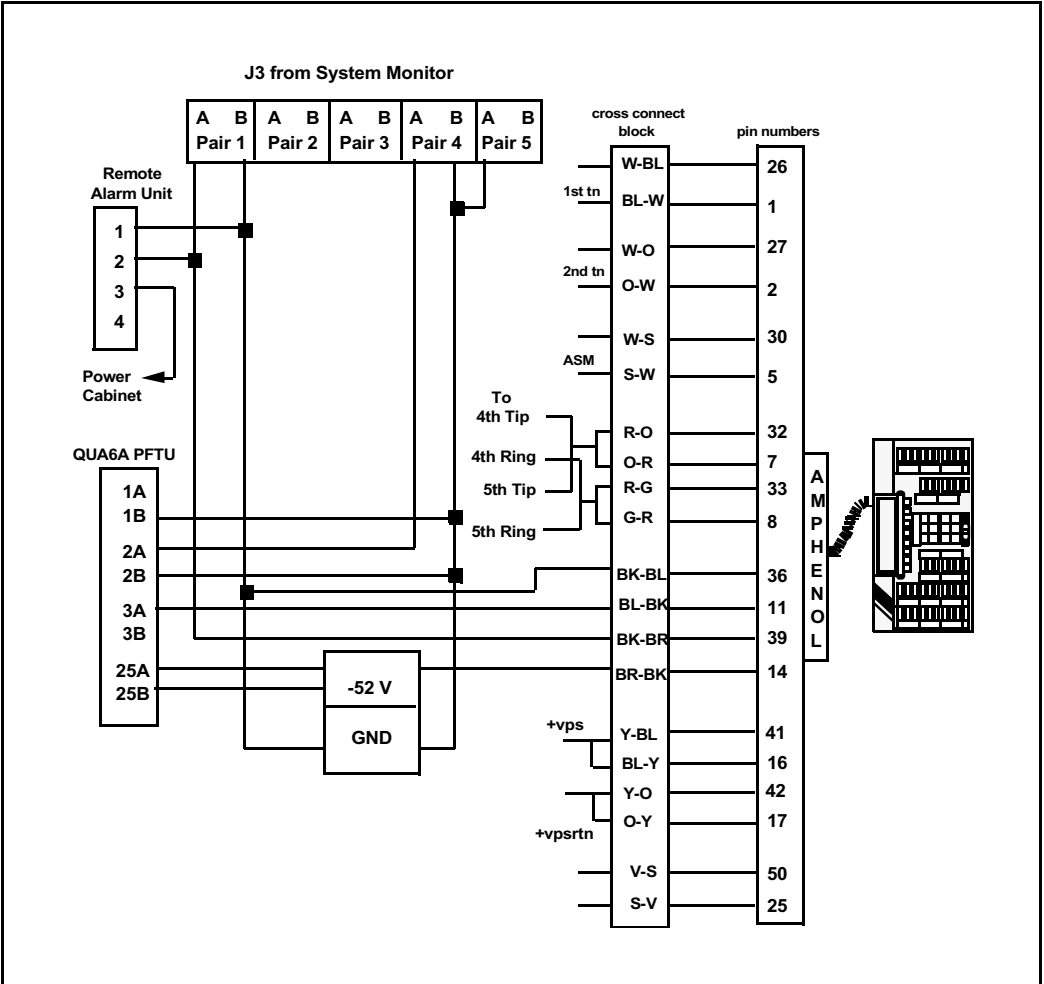 J3 from System Monitor
A B A B A B A B A B
Pair 1 Pair 2 Pair 3 Pair 4 Pair 5
Remote
Alarm Unit
1
2
3
4
Power
Cabinet
QUA6A PFTU
1A
1B
2A
2B
3A
3B
25A
25B
-52 V
GND
cross connect
block
pin numbers
W-BL 26
1st tn BL-W 1
W-O 27
2nd tn O-W 2
W-S 30
ASM S-W 5
To
4th Tip
4th Ring
5th Tip
5th Ring
R-O 32
O-R 7
R-G 33
G-R 8
BK-BL 36
BL-BK 11
BK-BR 39
BR-BK 14
+vps Y-BL 41
BL-Y 16
Y-O 42
O-Y 17
+vpsrtn
V-S 50
S-V 25
AMPHENOL